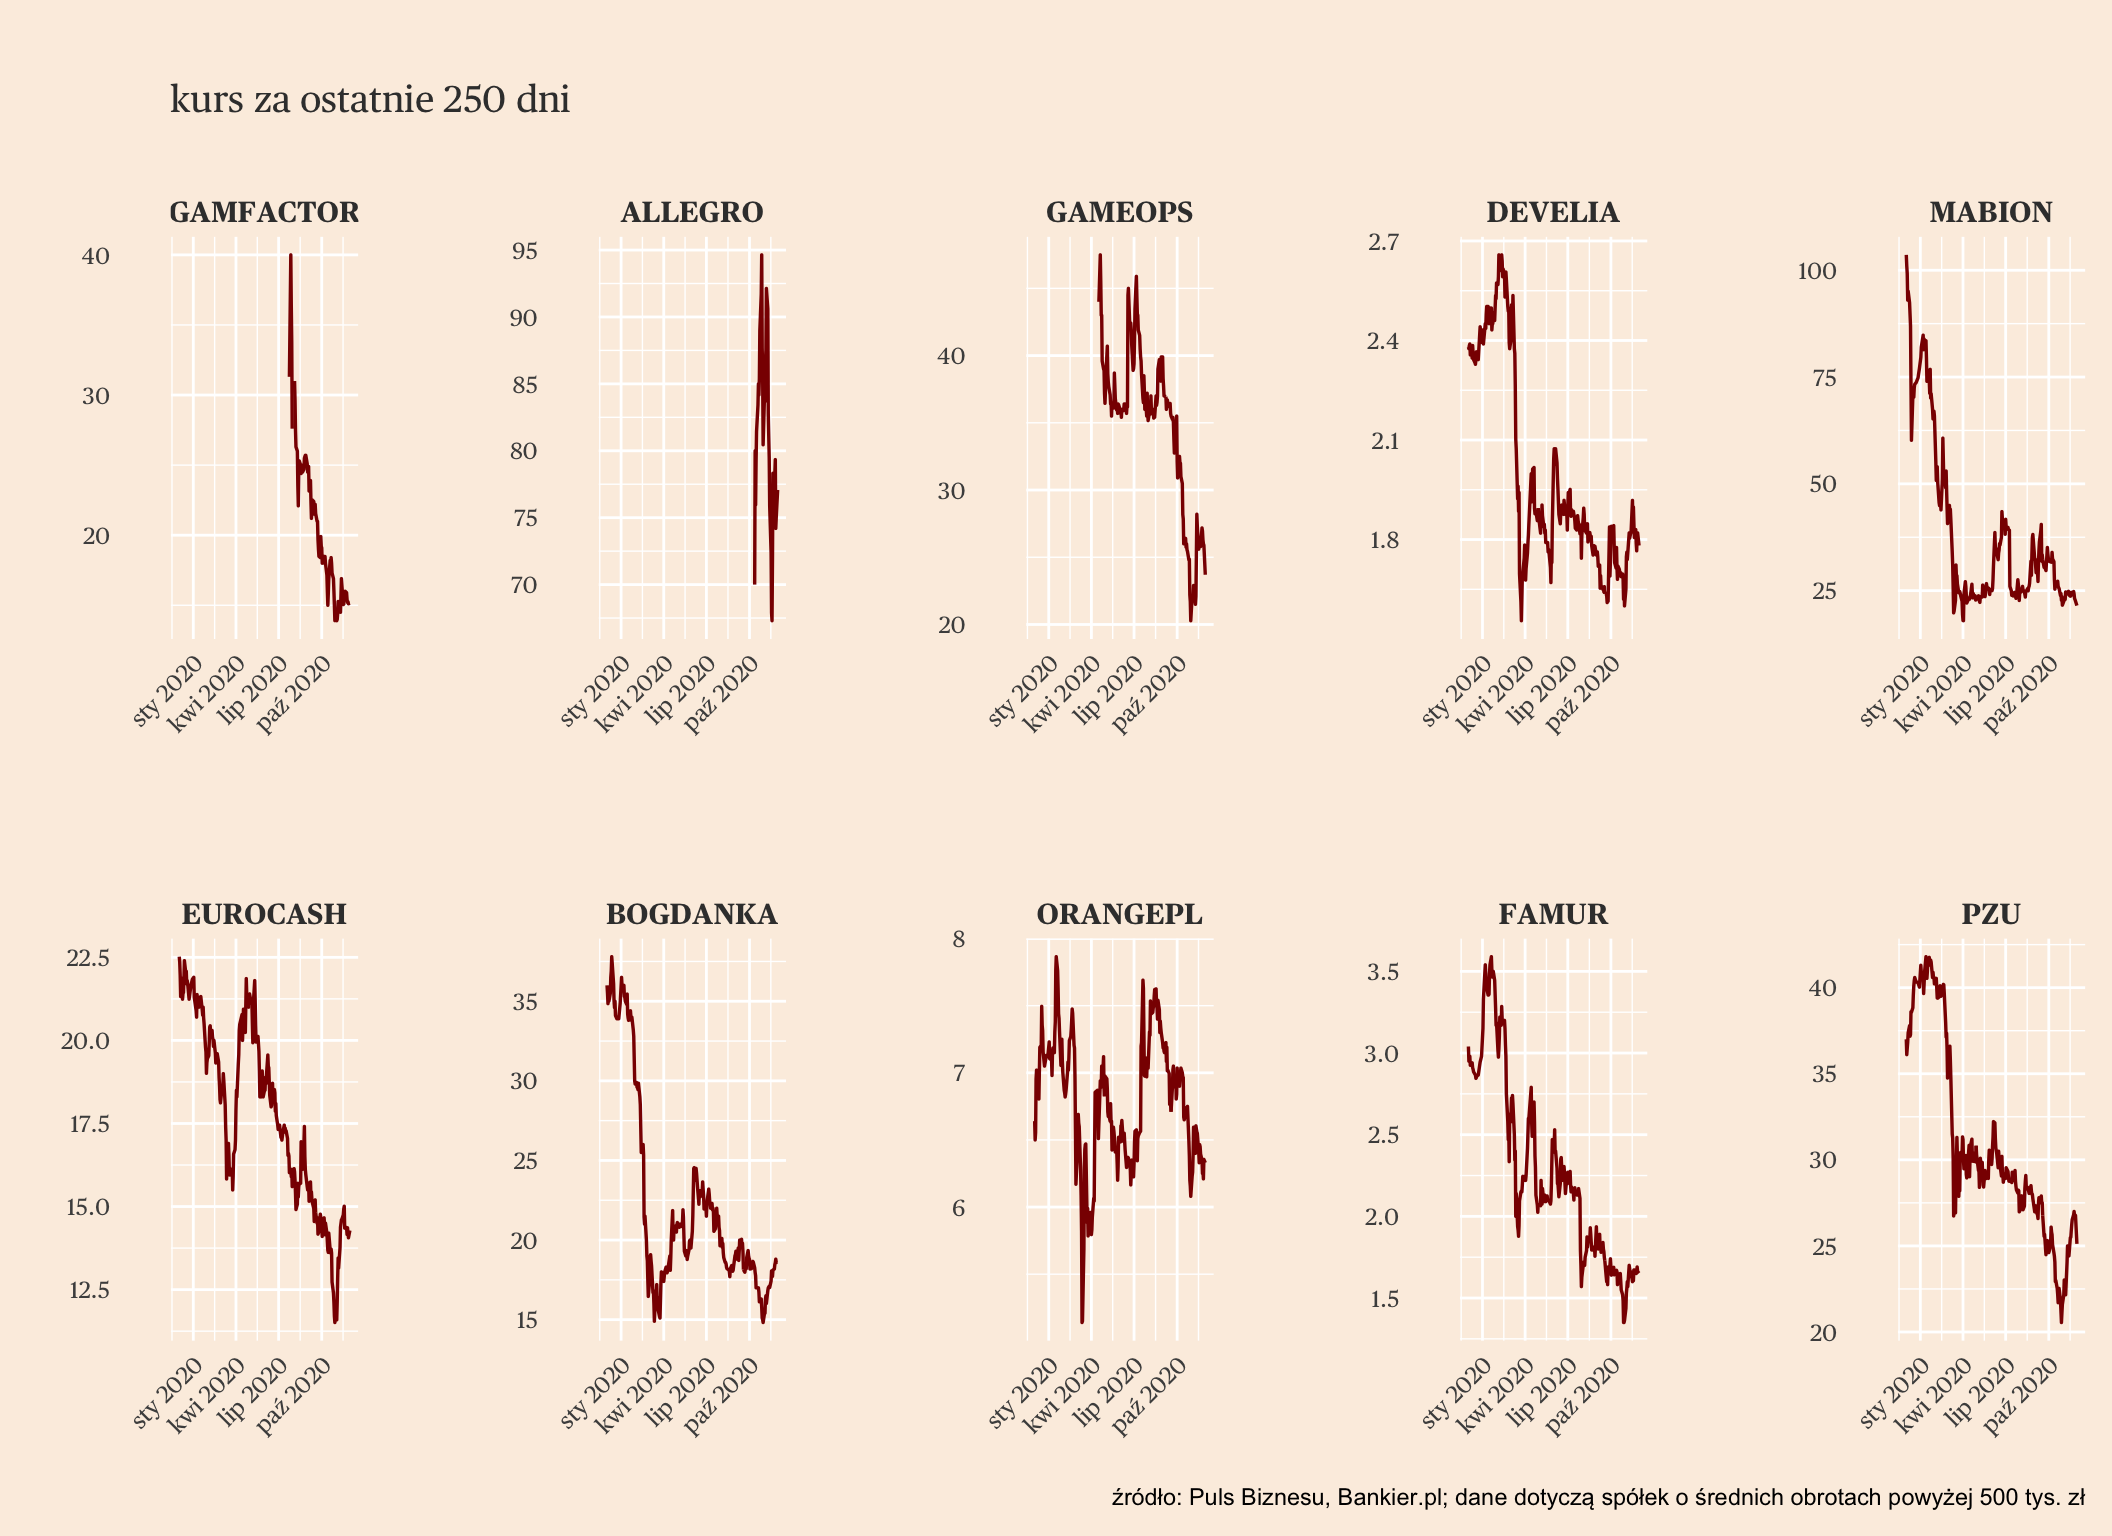 kurs za ostatnie 250 dni
GAMFACTOR
40
30
20
sty 2020
kwi 2020
lip 2020
paź 2020
ALLEGRO
95
90
85
80
75
70
sty 2020
kwi 2020
lip 2020
paź 2020
GAMEOPS
40
30
20
sty 2020
kwi 2020
lip 2020
paź 2020
DEVELIA
2.7
2.4
2.1
1.8
sty 2020
kwi 2020
lip 2020
paź 2020
MABION
100
75
50
25
sty 2020
kwi 2020
lip 2020
paź 2020
EUROCASH
22.5
20.0
17.5
15.0
12.5
sty 2020
kwi 2020
lip 2020
paź 2020
BOGDANKA
35
30
25
20
15
sty 2020
kwi 2020
lip 2020
paź 2020
ORANGEPL
8
7
6
sty 2020
kwi 2020
lip 2020
paź 2020
FAMUR
3.5
3.0
2.5
2.0
1.5
sty 2020
kwi 2020
lip 2020
paź 2020
PZU
40
35
30
25
20
sty 2020
kwi 2020
lip 2020
paź 2020
źródło: Puls Biznesu, Bankier.pl; dane dotyczą spółek o średnich obrotach powyżej 500 tys. zł